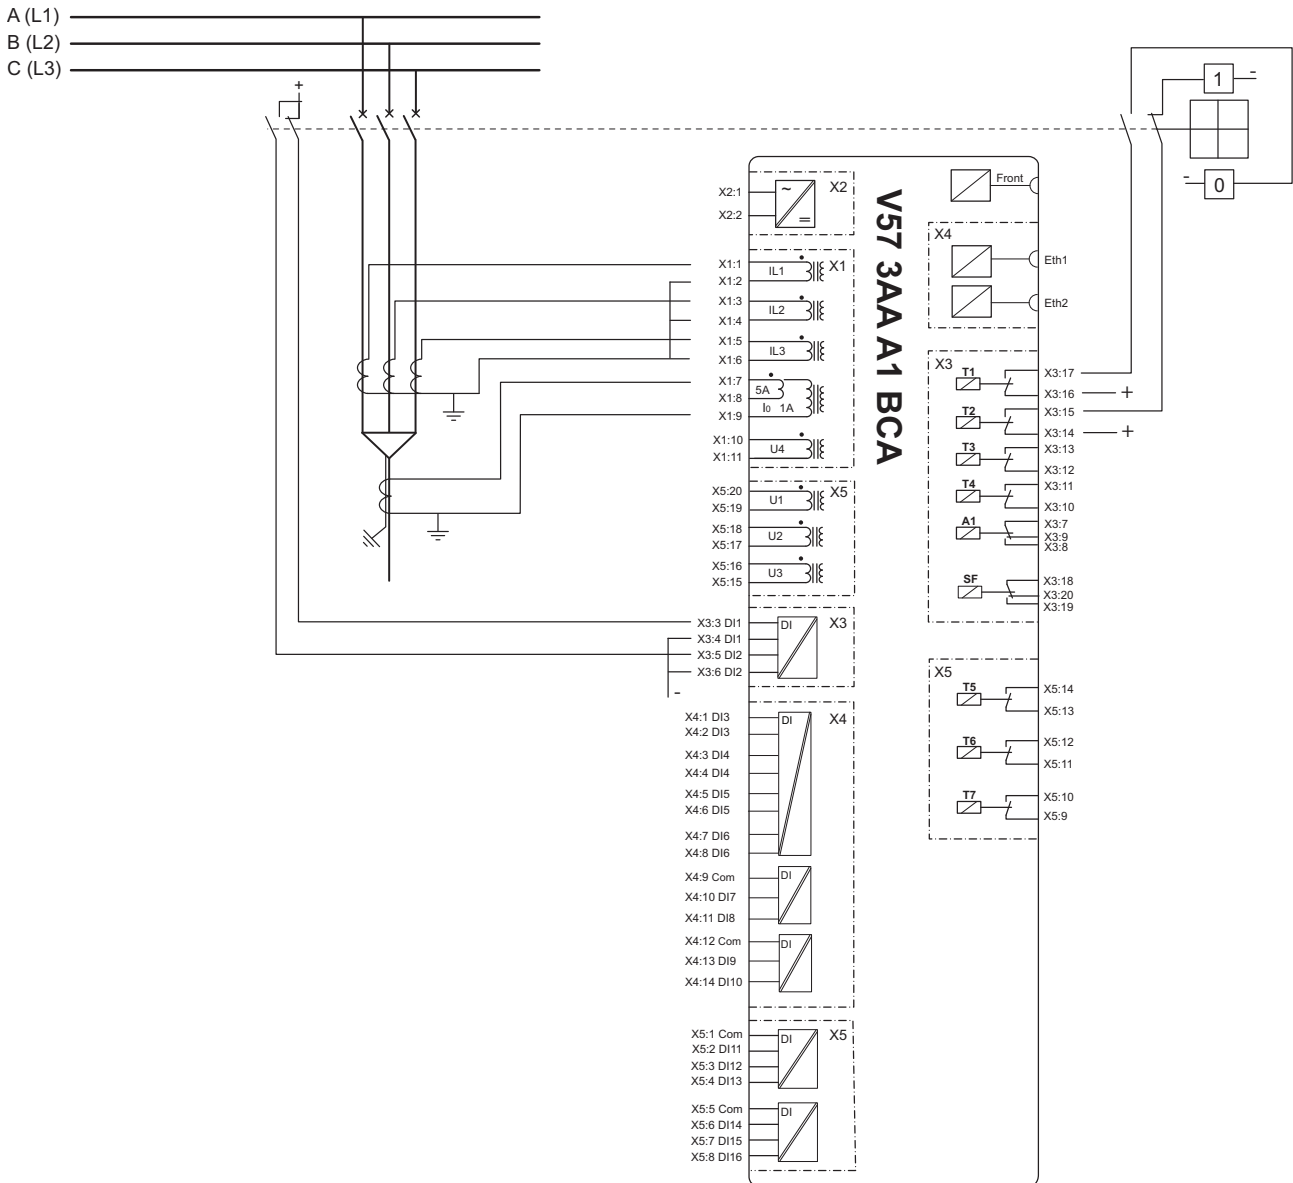 A (L1)
B (L2)
C (L3)
+
1
-
-
0
V57 3AA A1 BCA
X2:1
X2:2
~
=
X2
X1:1
X1:2
X1:3
X1:4
X1:5
X1:6
X1:7
X1:8
X1:9
X1:10
X1:11
IL1
IL2
IL3
5A
I0 1A
U4
X1
X5:20
X5:19
X5:18
X5:17
X5:16
X5:15
U1
U2
U3
X5
X3:3 DI1
X3:4 DI1
X3:5 DI2
X3:6 DI2
-
DI
X3
X4:1 DI3
X4:2 DI3
X4:3 DI4
X4:4 DI4
X4:5 DI5
X4:6 DI5
X4:7 DI6
X4:8 DI6
DI
X4
X4:9 Com
X4:10 DI7
X4:11 DI8
DI
X4:12 Com
X4:13 DI9
X4:14 DI10
DI
X5:1 Com
X5:2 DI11
X5:3 DI12
X5:4 DI13
DI
X5
X5:5 Com
X5:6 DI14
X5:7 DI15
X5:8 DI16
DI
Front
X4
Eth1
Eth2
X3
T1
X3:17
X3:16
+
T2
X3:15
X3:14
+
T3
X3:13
X3:12
T4
X3:11
X3:10
A1
X3:7
X3:9
X3:8
SF
X3:18
X3:20
X3:19
X5
T5
X5:14
X5:13
T6
X5:12
X5:11
T7
X5:10
X5:9